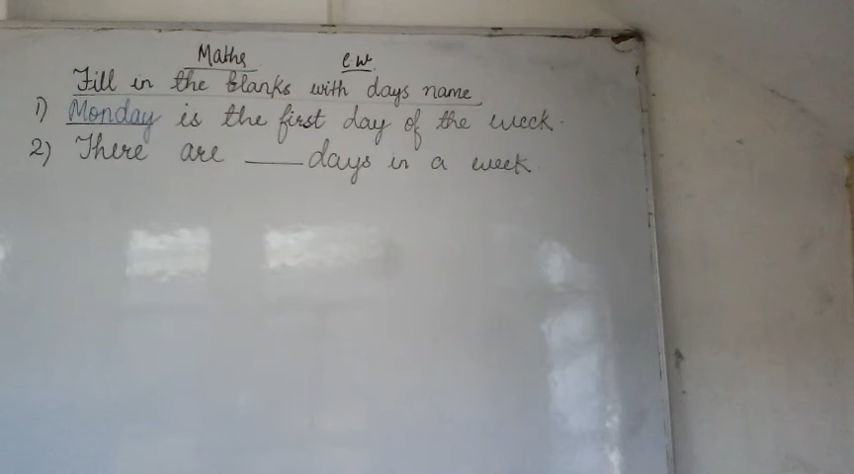 Maths C.W.
Fill in the blanks with days name
1) Monday is the first day of the week.
2) There are ____ days in a week.